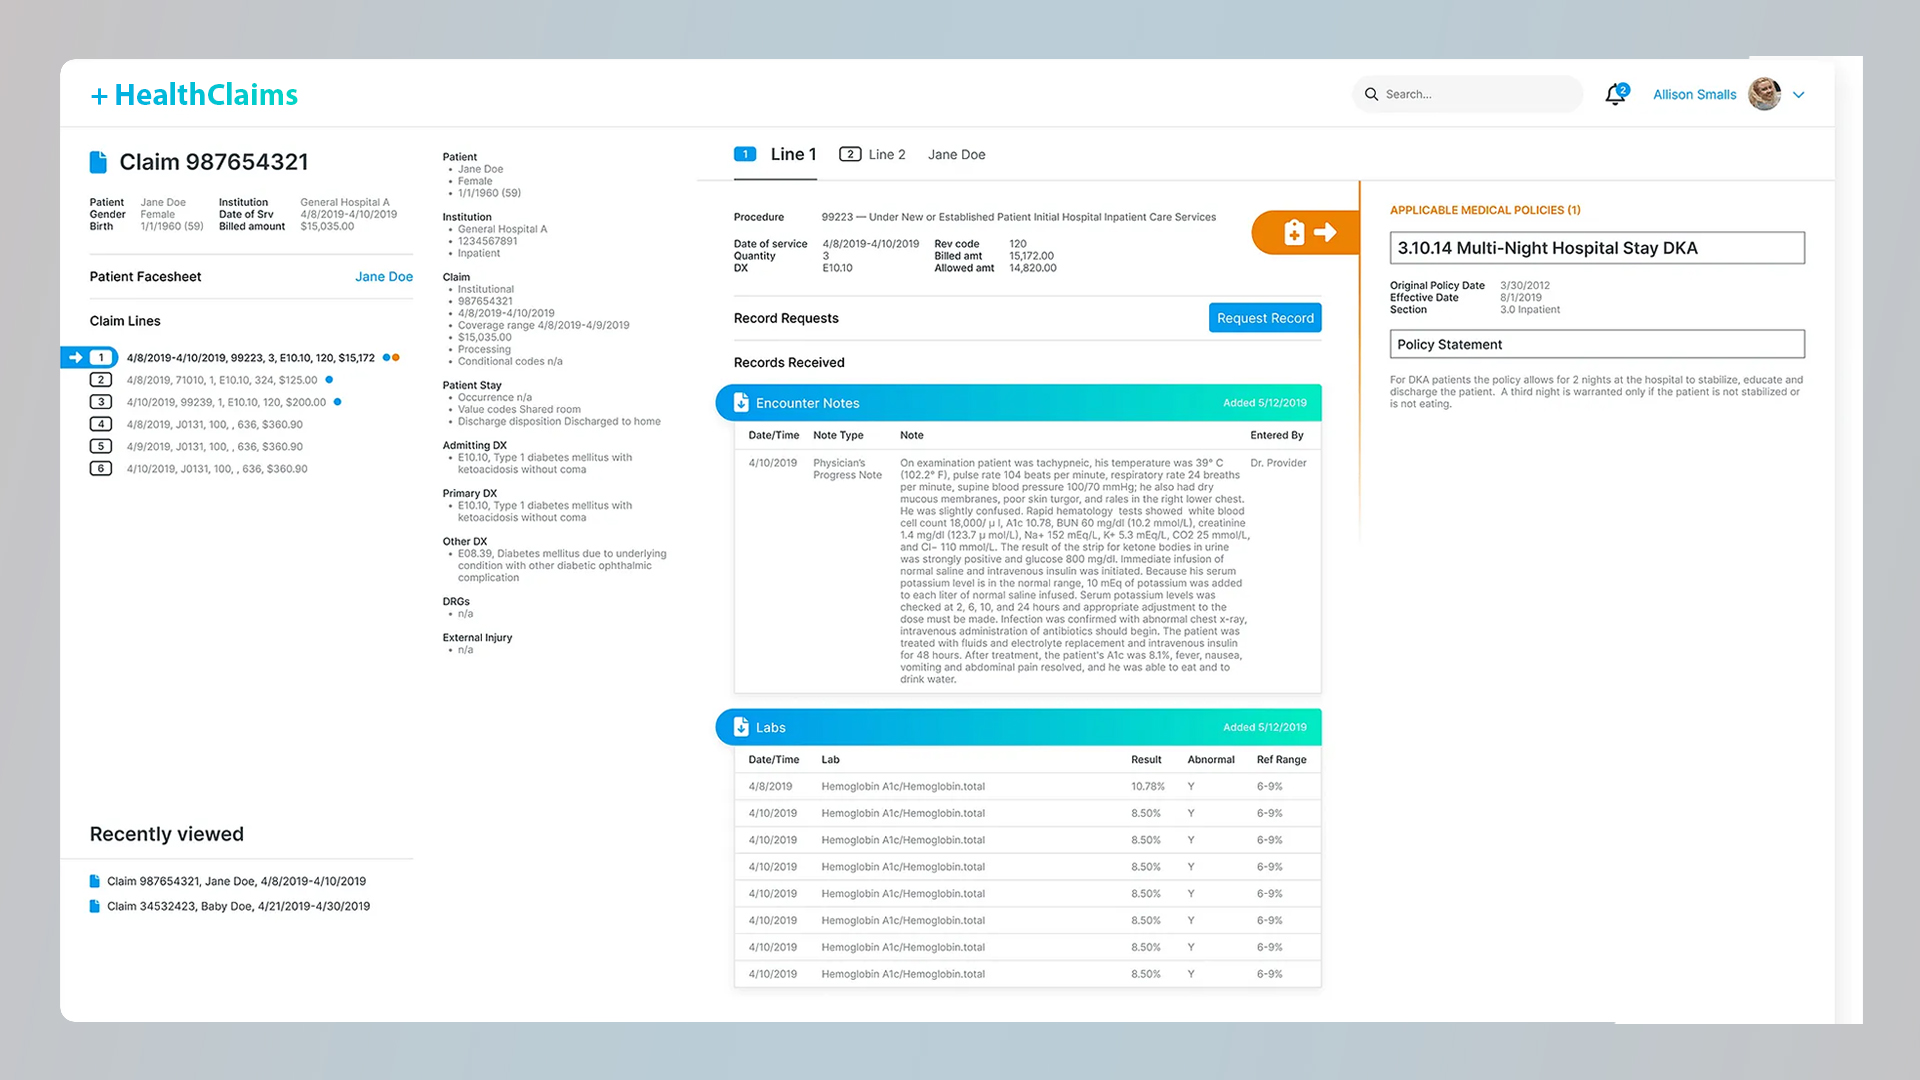 + HealthClaims
Search...
2
Allison Smalls
Claim 987654321
Patient Jane Doe Institution General Hospital A
Gender Female Date of Srv 4/8/2019-4/10/2019
Birth 1/1/1960 (59) Billed amount $15,035.00
Patient Facesheet Jane Doe
Claim Lines
1 4/8/2019-4/10/2019, 99223, 3, E10.10, 120, $15,172
2 4/8/2019, 71010, 1, E10.10, 324, $125.00
3 4/10/2019, 99239, 1, E10.10, 120, $200.00
4 4/8/2019, J0131, 100, , 636, $360.90
5 4/9/2019, J0131, 100, , 636, $360.90
6 4/10/2019, J0131, 100, , 636, $360.90
Recently viewed
Claim 987654321, Jane Doe, 4/8/2019-4/10/2019
Claim 34532423, Baby Doe, 4/21/2019-4/30/2019
Patient
• Jane Doe
• Female
• 1/1/1960 (59)
Institution
• General Hospital A
• 1234567891
• Inpatient
Claim
• Institutional
• 987654321
• 4/8/2019-4/10/2019
• Coverage range 4/8/2019-4/9/2019
• $15,035.00
• Processing
• Conditional codes n/a
Patient Stay
• Occurrence n/a
• Value codes Shared room
• Discharge disposition Discharged to home
Admitting DX
• E10.10, Type 1 diabetes mellitus with
ketoacidosis without coma
Primary DX
• E10.10, Type 1 diabetes mellitus with
ketoacidosis without coma
Other DX
• E08.39, Diabetes mellitus due to underlying
condition with other diabetic ophthalmic
complication
DRGs
• n/a
External Injury
• n/a
1 Line 1 2 Line 2 Jane Doe
Procedure 99223 — Under New or Established Patient Initial Hospital Inpatient Care Services
Date of service 4/8/2019-4/10/2019 Rev code 120
Quantity 3 Billed amt 15,172.00
DX E10.10 Allowed amt 14,820.00
Record Requests Request Record
Records Received
Encounter Notes Added 5/12/2019
Date/Time Note Type Note Entered By
4/10/2019 Physician's Progress Note On examination patient was tachypneic, his temperature was 39° C Dr. Provider
(102.2° F), pulse rate 104 beats per minute, respiratory rate 24 breaths
per minute, supine blood pressure 100/70 mmHg; he also had dry
mucous membranes, poor skin turgor, and rales in the right lower chest.
He was slightly confused. Rapid hematology tests showed white blood
cell count 18,000/ μ l, A1c 10.78, BUN 60 mg/dl (10.2 mmol/L), creatinine
1.4 mg/dl (123.7 μ mol/L), Na+ 152 mEq/L, K+ 5.3 mEq/L, CO2 25 mmol/L,
and Cl− 110 mmol/L. The result of the strip for ketone bodies in urine
was strongly positive and glucose 800 mg/dl. Immediate infusion of
normal saline and intravenous insulin was initiated. Because his serum
potassium level is in the normal range, 10 mEq of potassium was added
to each liter of normal saline infused. Serum potassium levels was
checked at 2, 6, 10, and 24 hours and appropriate adjustment to the
dose must be made. Infection was confirmed with abnormal chest x-ray,
intravenous administration of antibiotics should begin. The patient was
treated with fluids and electrolyte replacement and intravenous insulin
for 48 hours. After treatment, the patient's A1c was 8.1%, fever, nausea,
vomiting and abdominal pain resolved, and he was able to eat and to
drink water.
Labs Added 5/12/2019
Date/Time Lab Result Abnormal Ref Range
4/8/2019 Hemoglobin A1c/Hemoglobin.total 10.78% Y 6-9%
4/10/2019 Hemoglobin A1c/Hemoglobin.total 8.50% Y 6-9%
4/10/2019 Hemoglobin A1c/Hemoglobin.total 8.50% Y 6-9%
4/10/2019 Hemoglobin A1c/Hemoglobin.total 8.50% Y 6-9%
4/10/2019 Hemoglobin A1c/Hemoglobin.total 8.50% Y 6-9%
4/10/2019 Hemoglobin A1c/Hemoglobin.total 8.50% Y 6-9%
4/10/2019 Hemoglobin A1c/Hemoglobin.total 8.50% Y 6-9%
4/10/2019 Hemoglobin A1c/Hemoglobin.total 8.50% Y 6-9%
APPLICABLE MEDICAL POLICIES (1)
3.10.14 Multi-Night Hospital Stay DKA
Original Policy Date 3/30/2012
Effective Date 8/1/2019
Section 3.0 Inpatient
Policy Statement
For DKA patients the policy allows for 2 nights at the hospital to stabilize, educate and
discharge the patient. A third night is warranted only if the patient is not stabilized or
is not eating.